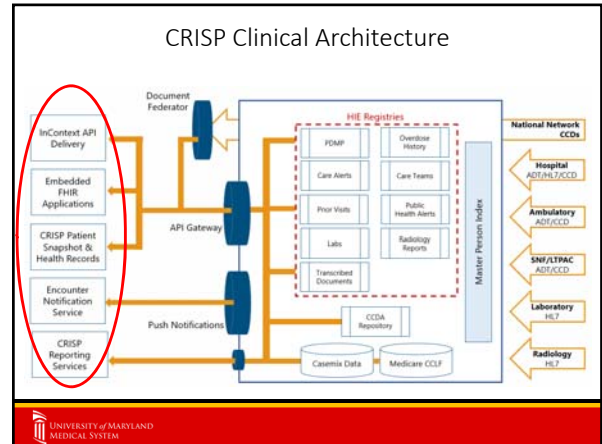 CRISP Clinical Architecture
Document
Federator
InContext API
Delivery
Embedded
FHIR
Applications
CRISP Patient
Snapshot &
Health Records
Encounter
Notification
Service
CRISP
Reporting
Services
API Gateway
Push Notifications
HIE Registries
PDMP
Overdose
History
Care Alerts
Care Teams
Prior Visits
Public
Health Alerts
Labs
Radiology
Reports
Transcribed
Documents
CCDA
Repository
Casemix Data
Medicare CCLF
Master Person Index
National Network
CCDs
Hospital
ADT/HL7/CCD
Ambulatory
ADT/CCD
SNF/LTPAC
ADT/CCD
Laboratory
HL7
Radiology
HL7
UNIVERSITY of MARYLAND
MEDICAL SYSTEM